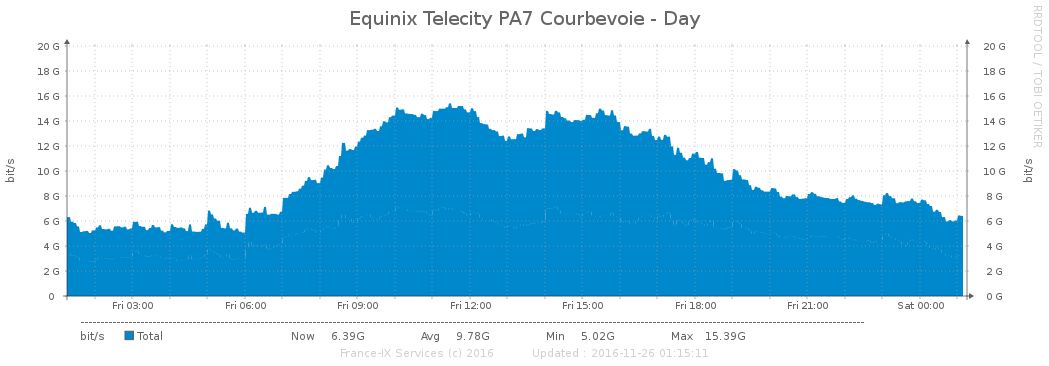 Equinix Telecity PA7 Courbevoie - Day
RRDTOOL / TOBI OETIKER
bit/s
20 G 20 G
18 G 18 G
16 G 16 G
14 G 14 G
12 G 12 G
10 G 10 G
8 G 8 G
6 G 6 G
4 G 4 G
2 G 2 G
0 0 G
bit/s
Fri 03:00 Fri 06:00 Fri 09:00 Fri 12:00 Fri 15:00 Fri 18:00 Fri 21:00 Sat 00:00
bit/s Total Now 6.39G Avg 9.78G Min 5.02G Max 15.39G
France-IX Services (c) 2016 Updated : 2016-11-26 01:15:11